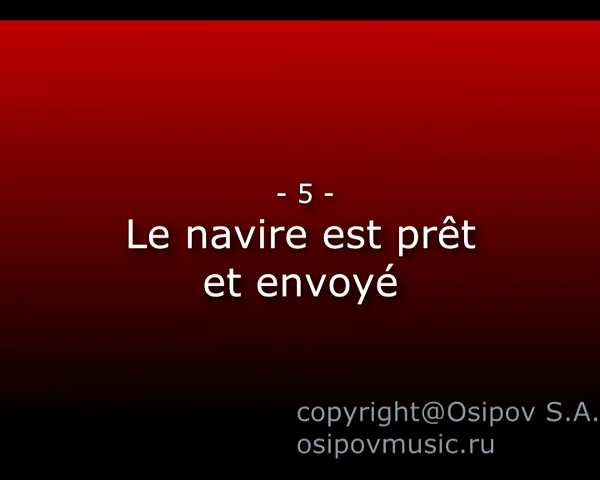 - 5 -
Le navire est prêt
et envoyé
copyright@Osipov S.A.
osipovmusic.ru